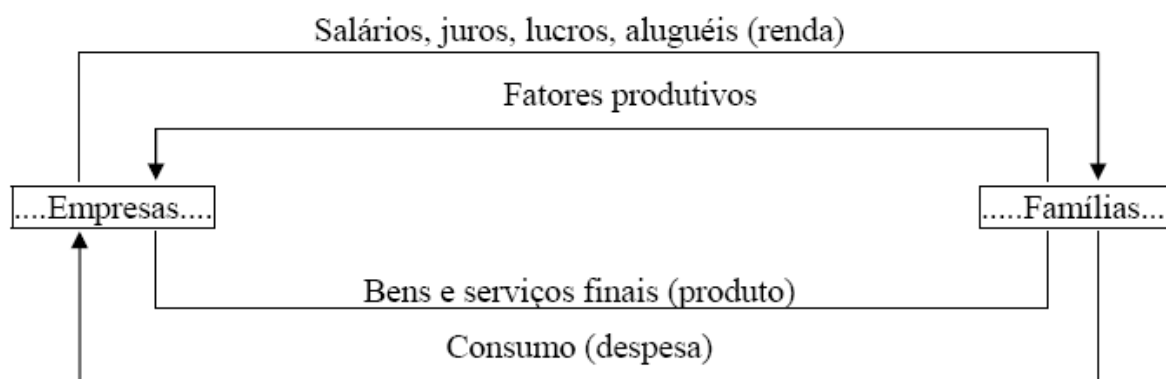 Salários, juros, lucros, aluguéis (renda)
Fatores produtivos
....Empresas....
.....Famílias...
Bens e serviços finais (produto)
Consumo (despesa)